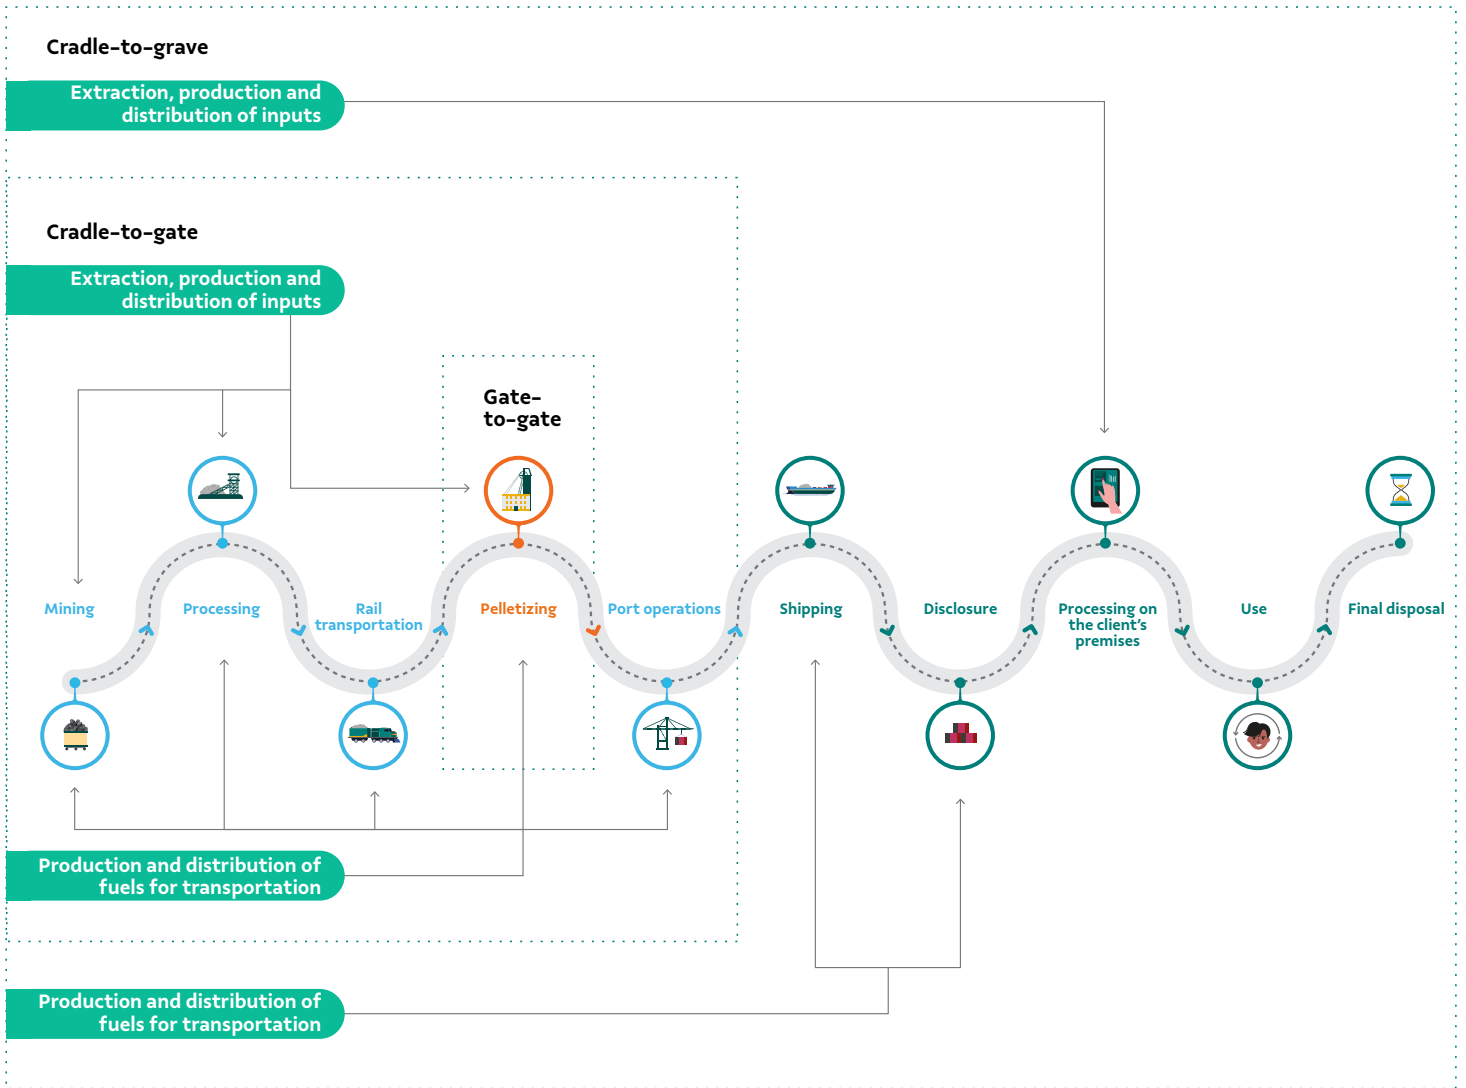 Cradle-to-grave
Extraction, production and
distribution of inputs
Cradle-to-gate
Extraction, production and
distribution of inputs
Gate-
to-gate
Mining
Processing
Rail
transportation
Pelletizing
Port operations
Shipping
Disclosure
Processing on
the client's
premises
Use
Final disposal
Production and distribution of
fuels for transportation
Production and distribution of
fuels for transportation